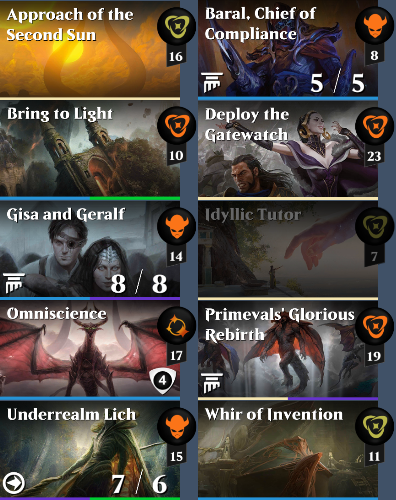 Approach of the
Second Sun
16
Baral, Chief of
Compliance
8
5 / 5
Bring to Light
10
Deploy the
Gatewatch
23
Gisa and Geralf
14
8 / 8
Idyllic Tutor
7
Omniscience
17
4
Primevals' Glorious
Rebirth
19
Underrealm Lich
15
7 / 6
Whir of Invention
11